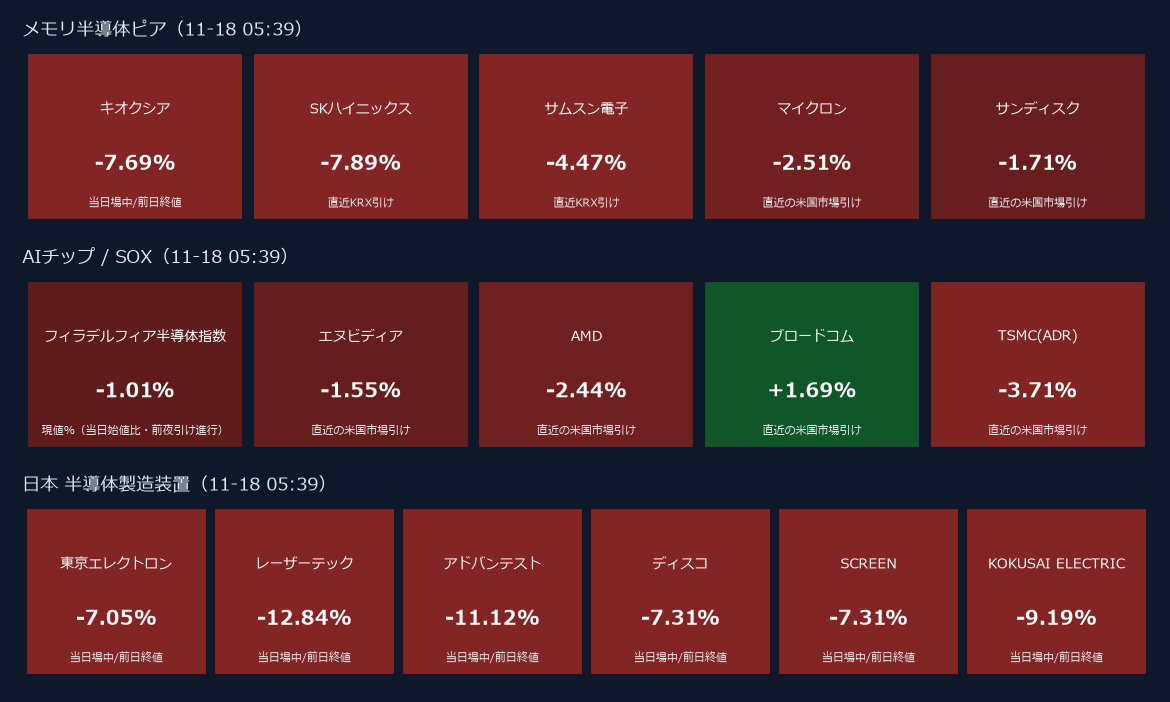 メモリ半導体ピア（11-18 05:39）
キオクシア
-7.69%
当日場中/前日終値
SKハイニックス
-7.89%
直近KRX引け
サムスン電子
-4.47%
直近KRX引け
マイクロン
-2.51%
直近の米国市場引け
サンディスク
-1.71%
直近の米国市場引け
AIチップ / SOX（11-18 05:39）
フィラデルフィア半導体指数
-1.01%
現値%（当日始値比・前夜引け進行）
エヌビディア
-1.55%
直近の米国市場引け
AMD
-2.44%
直近の米国市場引け
ブロードコム
+1.69%
直近の米国市場引け
TSMC(ADR)
-3.71%
直近の米国市場引け
日本 半導体製造装置（11-18 05:39）
東京エレクトロン
-7.05%
当日場中/前日終値
レーザーテック
-12.84%
当日場中/前日終値
アドバンテスト
-11.12%
当日場中/前日終値
ディスコ
-7.31%
当日場中/前日終値
SCREEN
-7.31%
当日場中/前日終値
KOKUSAI ELECTRIC
-9.19%
当日場中/前日終値